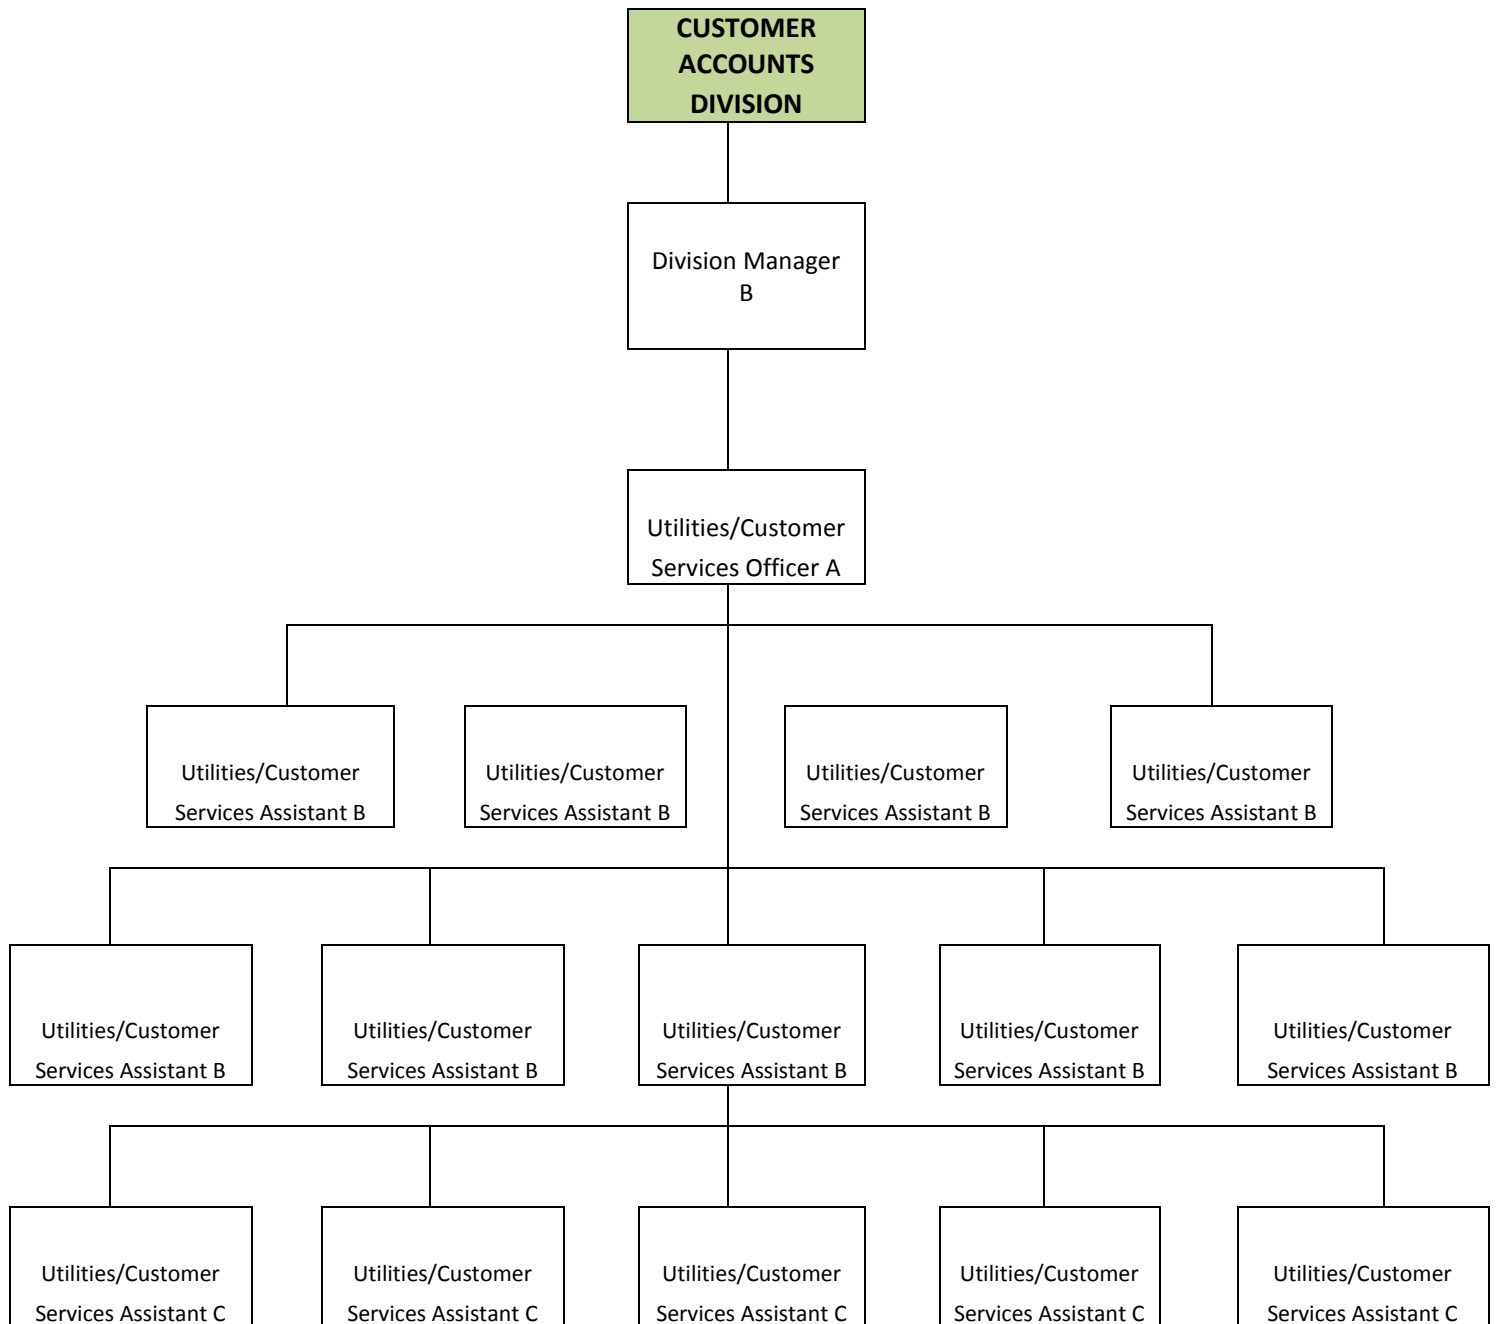 CUSTOMER
ACCOUNTS
DIVISION
Division Manager
B
Utilities/Customer
Services Officer A
Utilities/Customer
Services Assistant B
Utilities/Customer
Services Assistant B
Utilities/Customer
Services Assistant B
Utilities/Customer
Services Assistant B
Utilities/Customer
Services Assistant B
Utilities/Customer
Services Assistant B
Utilities/Customer
Services Assistant B
Utilities/Customer
Services Assistant B
Utilities/Customer
Services Assistant B
Utilities/Customer
Services Assistant C
Utilities/Customer
Services Assistant C
Utilities/Customer
Services Assistant C
Utilities/Customer
Services Assistant C
Utilities/Customer
Services Assistant C